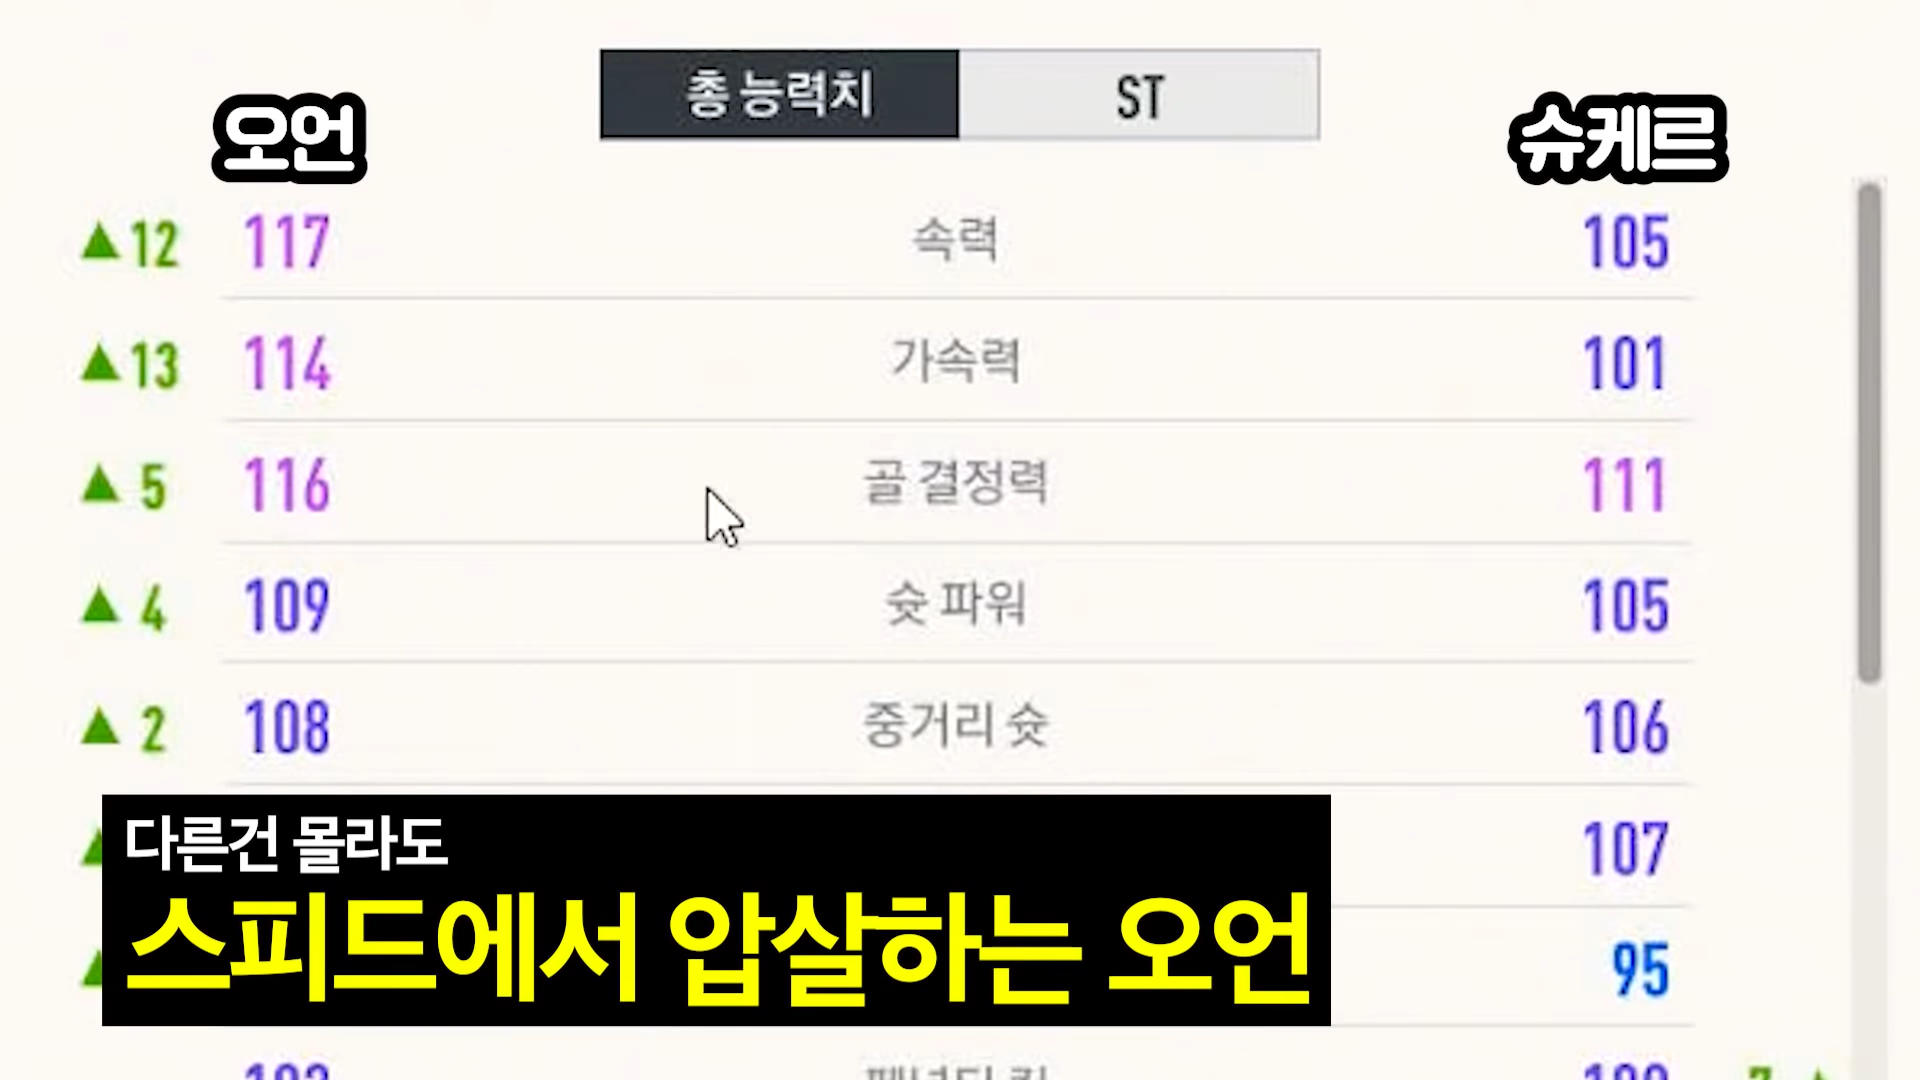 총 능력치 ST
오언 슈케르
▲12 117 속력 105
▲13 114 가속력 101
▲ 5 116 골 결정력 111
▲ 4 109 슛 파워 105
▲ 2 108 중거리 슛 106
107
95
다른건 몰라도
스피드에서 압살하는 오언